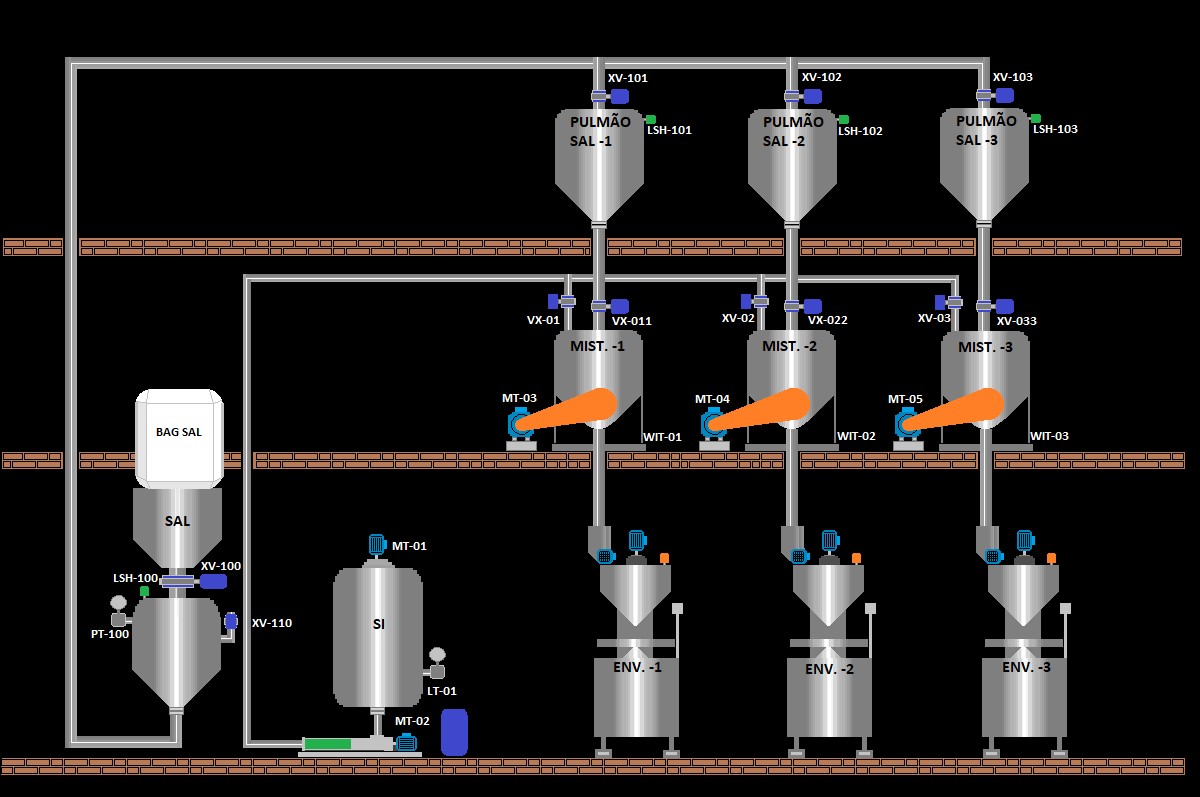 XV-101
XV-102
XV-103
PULMÃO
SAL -1
LSH-101
PULMÃO
SAL -2
LSH-102
PULMÃO
SAL -3
LSH-103
VX-01
VX-011
XV-02
VX-022
XV-03
XV-033
MIST. -1
MIST. -2
MIST. -3
MT-03
MT-04
MT-05
WIT-01
WIT-02
WIT-03
BAG SAL
SAL
XV-100
LSH-100
PT-100
XV-110
MT-01
SI
LT-01
MT-02
ENV. -1
ENV. -2
ENV. -3